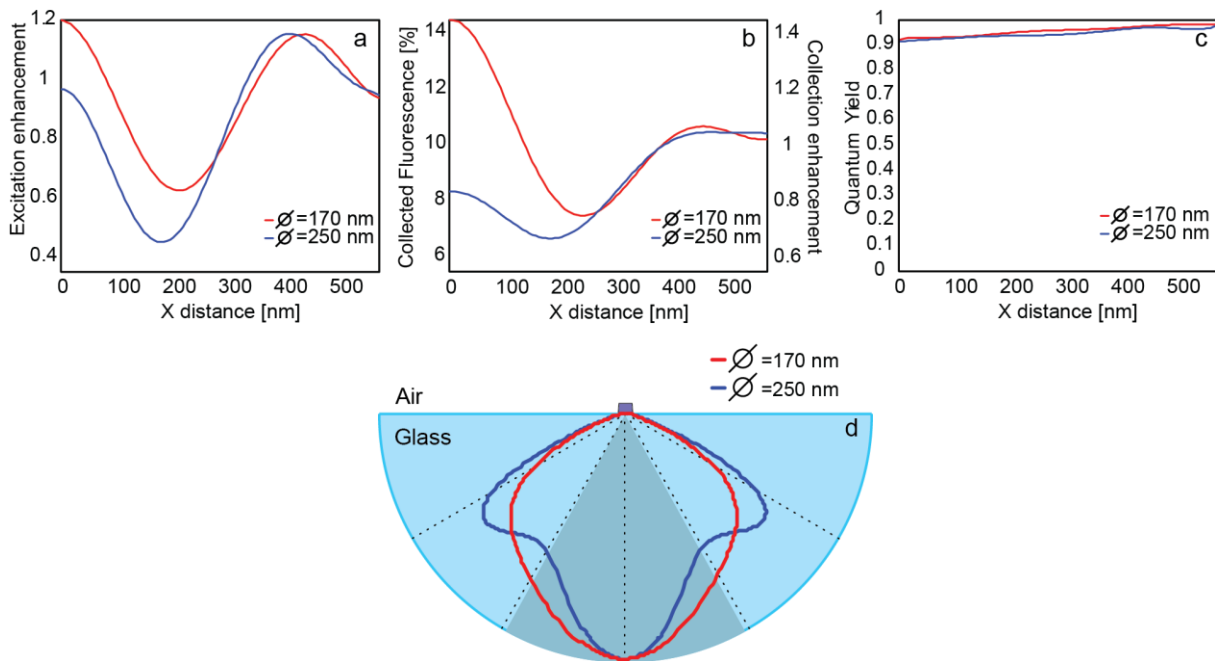 1.2
1
0.8
0.6
0.4
Excitation enhancement
a
-Ø=170 nm
-Ø=250 nm
0 100 200 300 400 500
X distance [nm]
14
12
10
8
6
Collected Fluorescence [%]
b
1.4
1.2
1
0.8
0.6
Collection enhancement
-Ø=170 nm
-Ø=250 nm
0 100 200 300 400 500
X distance [nm]
1
0.9
0.8
0.7
0.6
0.5
0.4
0.3
0.2
0.1
0
Quantum Yield
c
-Ø=170 nm
-Ø=250 nm
0 100 200 300 400 500
X distance [nm]
Ø=170 nm
Ø=250 nm
Air
Glass
d